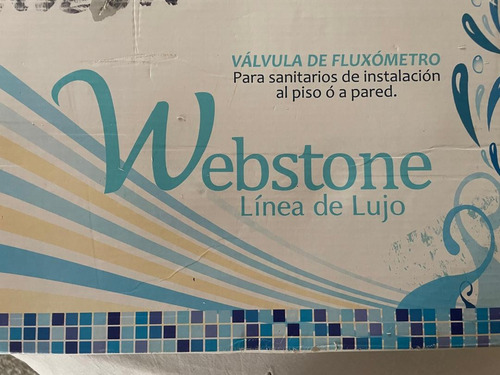 VÁLVULA DE FLUXÓMETRO
Para sanitarios de instalación
al piso ó a pared.
Webstone
Línea de Lujo